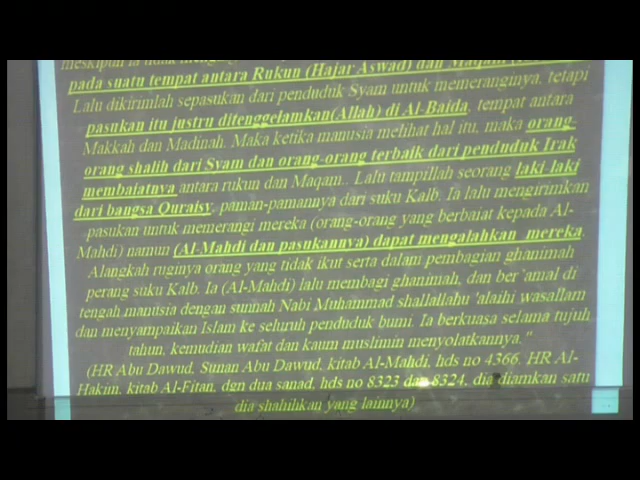 meskipun ia tidak
pada suatu tempat antara Rukun (Hajar Aswad) dan Maqam
Lalu dikirimlah sepasukan dari penduduk Syam untuk memeranginya, tetapi
pasukan itu justru ditenggelamkan(Allah) di Al-Baida, tempat antara
Makkah dan Madinah. Maka ketika manusia melihat hal itu, maka orang-
orang shalih dari Syam dan orang-orang terbaik dari penduduk Irak
membaiatnya antara rukun dan Maqam.. Lalu tampillah seorang laki laki
dari bangsa Quraisy, paman-pamannya dari suku Kalb. Ia lalu mengirimkan
pasukan untuk memerangi mereka (orang-orang yang berbaiat kepada Al-
Mahdi) namun (Al-Mahdi dan pasukannya) dapat mengalahkan mereka.
Alangkah ruginya orang yang tidak ikut serta dalam pembagian ghanimah
perang suku Kalb. Ia (Al-Mahdi) lalu membagi ghanimah, dan ber'amal di
tengah manusia dengan sunnah Nabi Muhammad shallallahu 'alaihi wasallam
dan menyampaikan Islam ke seluruh penduduk bumi. Ia berkuasa selama tujuh
tahun, kemudian wafat dan kaum muslimin menyolatkannya."
(HR Abu Dawud, Sunan Abu Dawud, kitab Al-Mahdi, hds no 4366. HR Al-
Hakim, kitab Al-Fitan, dgn dua sanad, hds no 8323 dan 8324, dia diamkan satu
dia shahihkan yang lainnya)